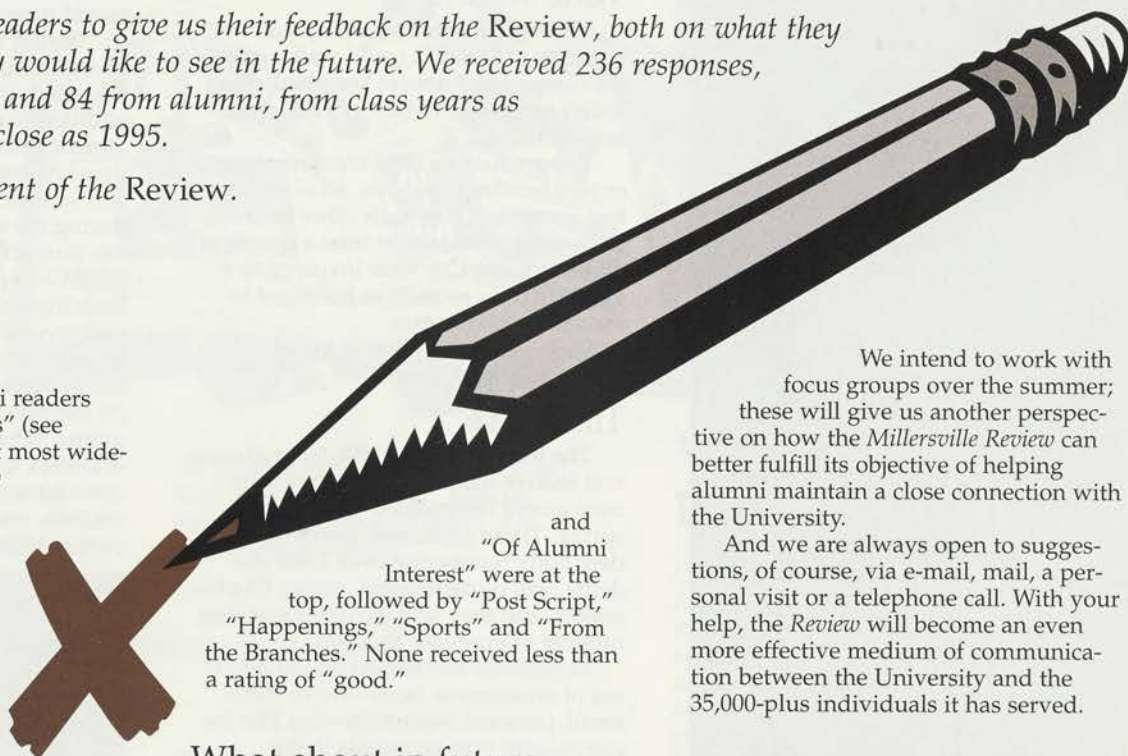 eaders to give us their feedback on the Review, both on what they
would like to see in the future. We received 236 responses,
and 84 from alumni, from class years as
close as 1995.
ent of the Review.
i readers
s" (see
most wide-
and
"Of Alumni
Interest" were at the
top, followed by "Post Script,"
"Happenings," "Sports" and "From
the Branches." None received less than
a rating of "good."
What about in future
We intend to work with
focus groups over the summer;
these will give us another perspec-
tive on how the Millersville Review can
better fulfill its objective of helping
alumni maintain a close connection with
the University.
And we are always open to sugges-
tions, of course, via e-mail, mail, a per-
sonal visit or a telephone call. With your
help, the Review will become an even
more effective medium of communica-
tion between the University and the
35,000-plus individuals it has served.